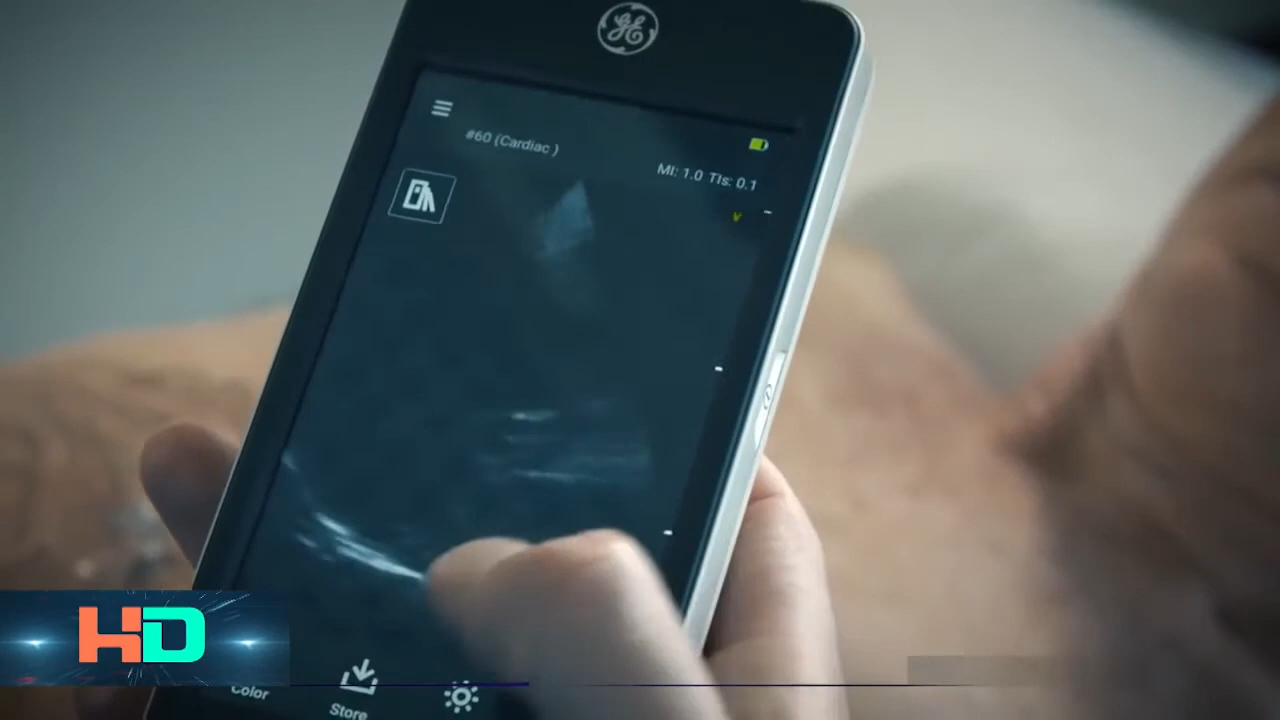 GE
#60 (Cardiac )
MI: 1.0 TIs: 0.1
V
HD
Color
Store